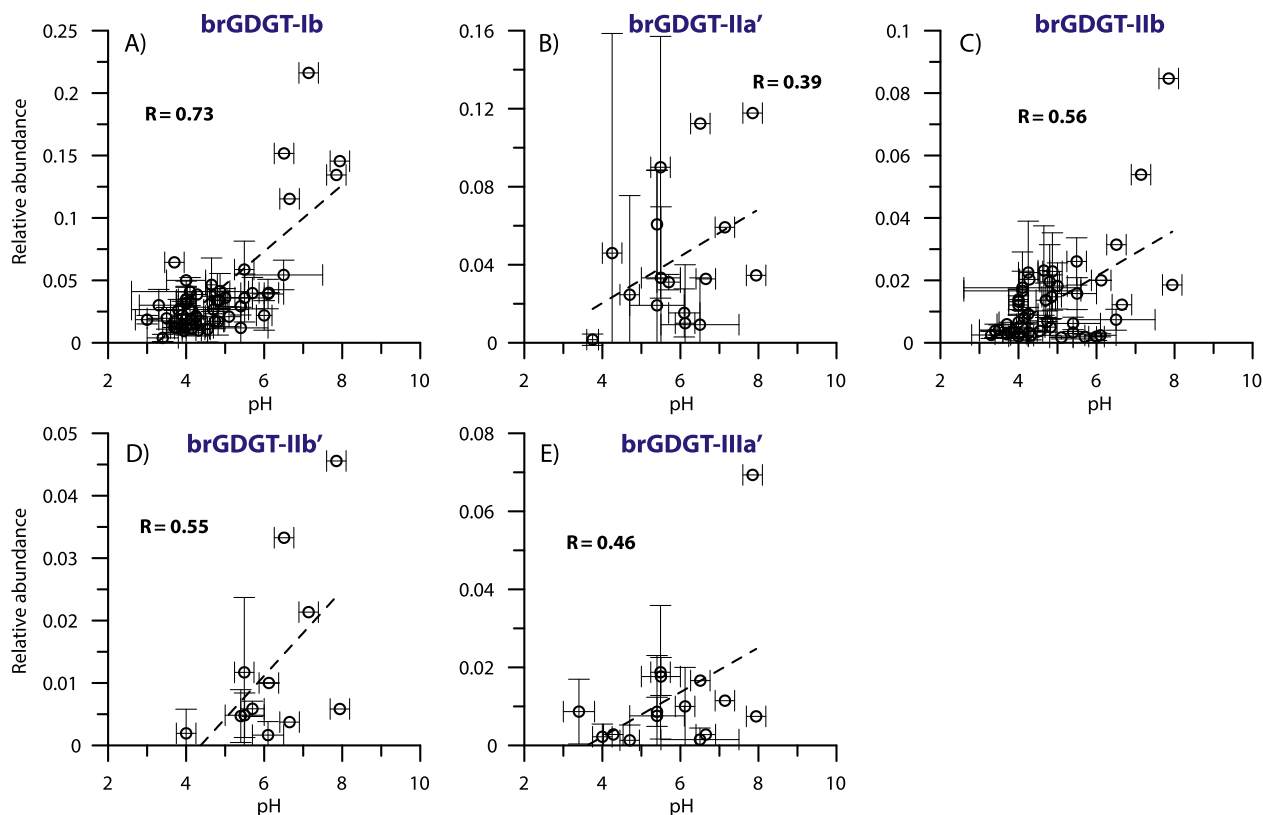 brGDGT-Ib
A)
R = 0.73
Relative abundance
0.25
0.2
0.15
0.1
0.05
0
2 4 6 8 10
pH
brGDGT-IIa’
B)
R = 0.39
0.16
0.12
0.08
0.04
0
2 4 6 8 10
pH
brGDGT-IIb
C)
R = 0.56
0.1
0.08
0.06
0.04
0.02
0
2 4 6 8 10
pH
brGDGT-IIb’
D)
R = 0.55
Relative abundance
0.05
0.04
0.03
0.02
0.01
0
2 4 6 8 10
pH
brGDGT-IIIa’
E)
R = 0.46
0.08
0.06
0.04
0.02
0
2 4 6 8 10
pH